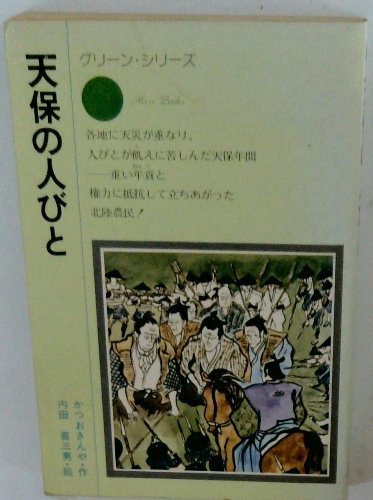 天保の人びと
グリーン・シリーズ
各地に天災が重なり、
人びとが飢えに苦しんだ天保年間
――重い年貢と
権力に抵抗して立ちあがった
北陸農民！
かつおきんや・作
内田喜三男・絵